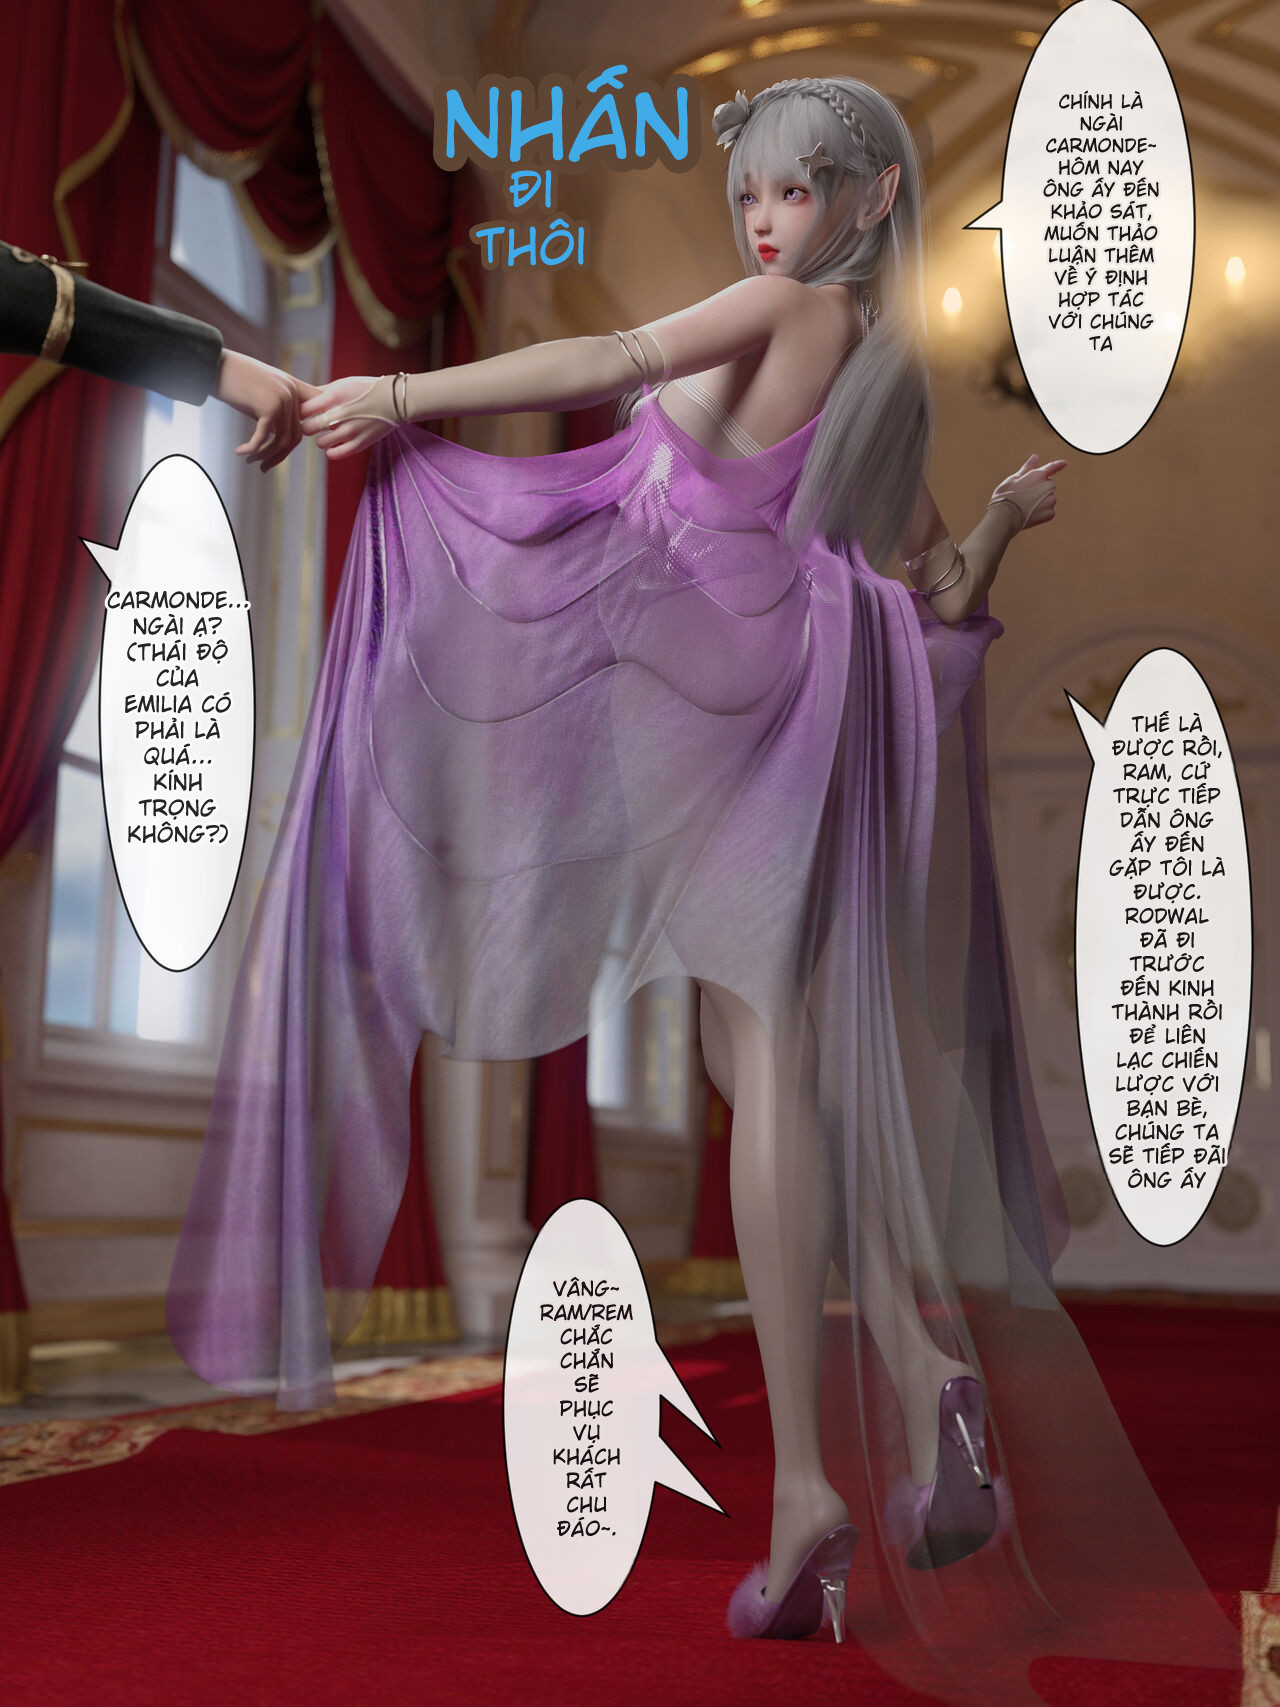 NHẤN
ĐI
THÔI
CHÍNH LÀ
NGÀI
CARMONDE~
HÔM NAY
ÔNG ẤY ĐẾN
KHẢO SÁT,
MUỐN THẢO
LUẬN THÊM
VỀ Ý ĐỊNH
HỢP TÁC
VỚI CHÚNG
TA
CARMONDE...
NGÀI Ạ?
(THÁI ĐỘ
CỦA
EMILIA CÓ
PHẢI LÀ
QUÁ...
KÍNH
TRỌNG
KHÔNG?)
THẾ LÀ
ĐƯỢC RỒI,
RAM, CỨ
TRỰC TIẾP
DẪN ÔNG
ẤY ĐẾN
GẶP TÔI LÀ
ĐƯỢC.
RODWAL
ĐÃ ĐI
TRƯỚC
ĐẾN KINH
THÀNH RỒI
ĐỂ LIÊN
LẠC CHIẾN
LƯỢC VỚI
BẠN BÈ,
CHÚNG TA
SẼ TIẾP ĐÃI
ÔNG ẤY
VÂNG~
RAM/REM
CHẮC
CHẮN
SẼ
PHỤC
VỤ
KHÁCH
RẤT
CHU
ĐÁO~.